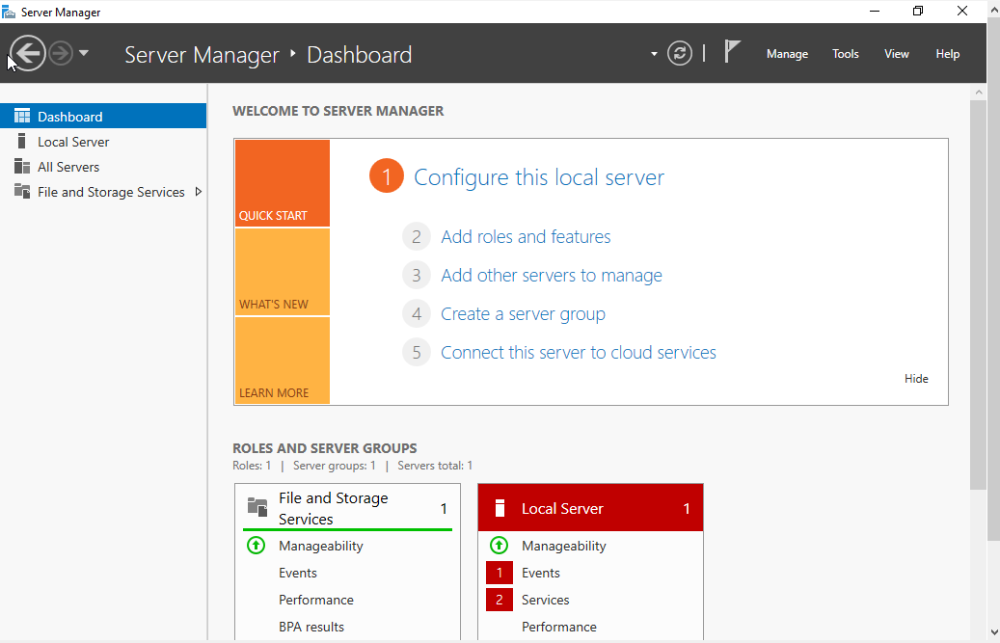 Server Manager
Server Manager ‣ Dashboard
Manage Tools View Help
Dashboard
Local Server
All Servers
File and Storage Services
WELCOME TO SERVER MANAGER
QUICK START
WHAT'S NEW
LEARN MORE
1 Configure this local server
2 Add roles and features
3 Add other servers to manage
4 Create a server group
5 Connect this server to cloud services
Hide
ROLES AND SERVER GROUPS
Roles: 1 | Server groups: 1 | Servers total: 1
File and Storage
Services 1
Manageability
Events
Performance
BPA results
Local Server 1
Manageability
1 Events
2 Services
Performance